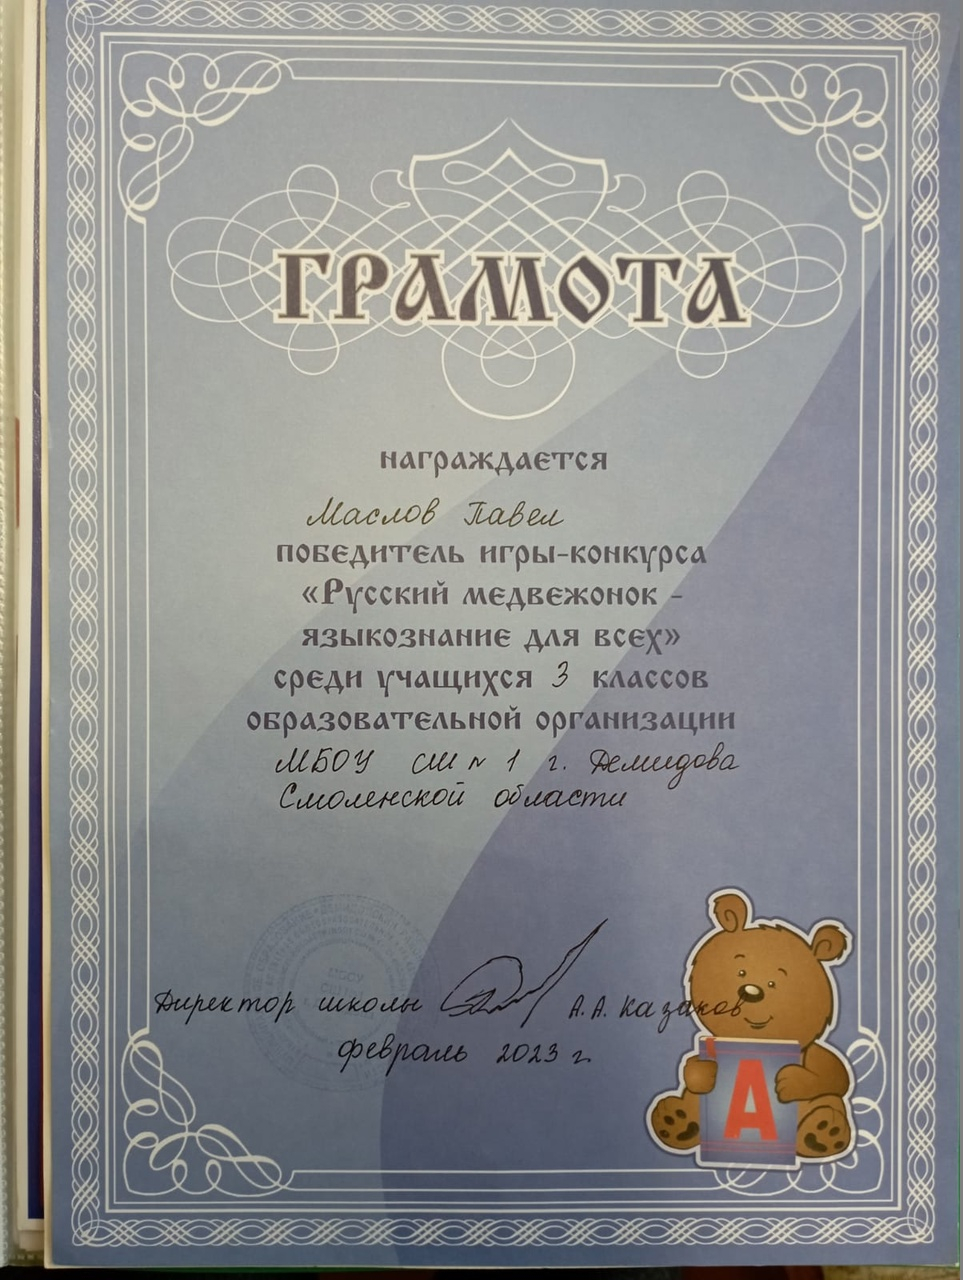 ГРАМОТА
награждается
Маслов Павел
победитель игры-конкурса
«Русский медвежонок -
языкознание для всех»
среди учащихся 3 классов
образовательной организации
МБОУ СШ № 1 г. Демидова
Смоленской области
МБОУ
Директор школы А.А. Казаков
февраль 2023 г.
А